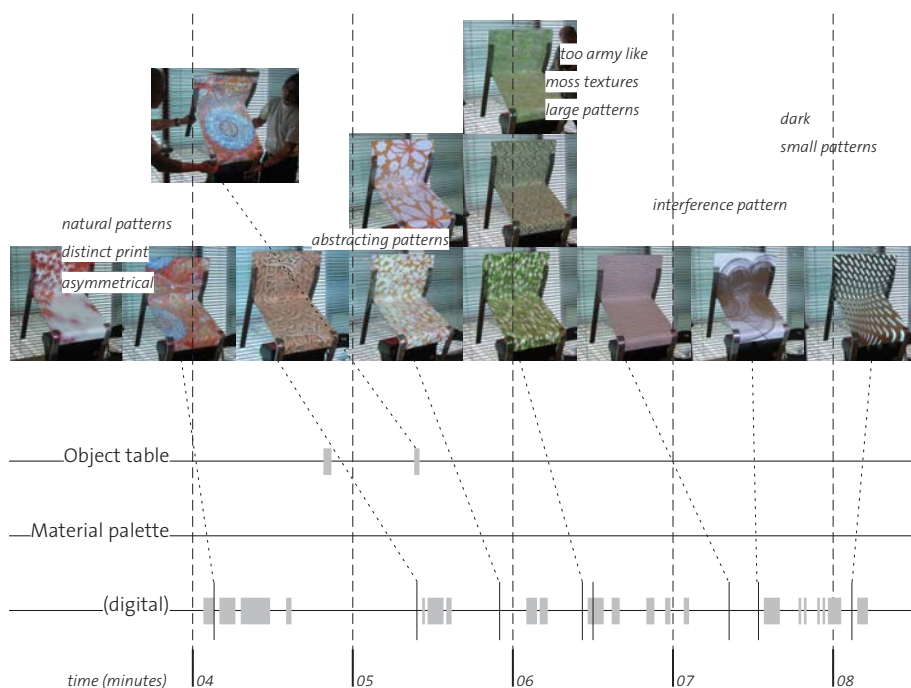 too army like
moss textures
large patterns
dark
small patterns
interference pattern
natural patterns
abstracting patterns
distinct print
asymmetrical
Object table
Material palette
(digital)
time (minutes)
04
05
06
07
08